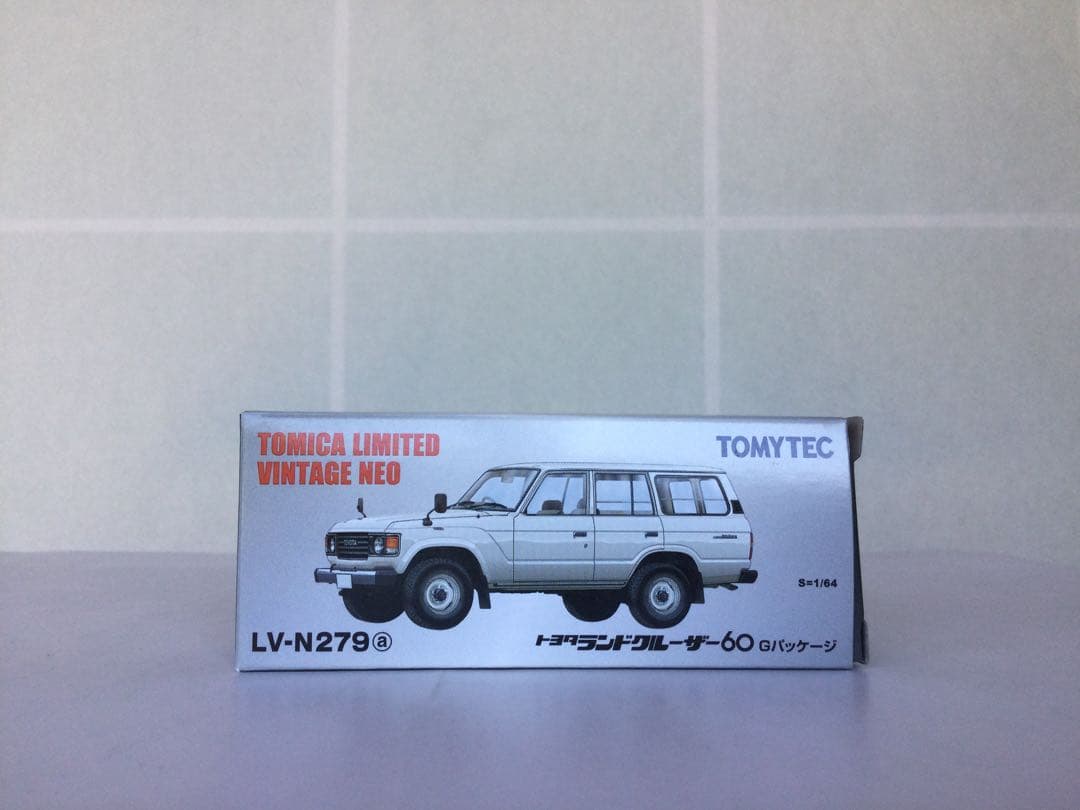 TOMICA LIMITED
VINTAGE NEO
TOMYTEC
TOYOTA
S=1/64
LV-N279ⓐ
トヨタランドクルーザー60 Gパッケージ